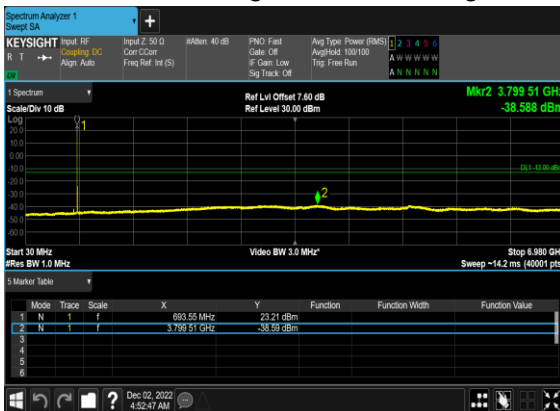 Spectrum Analyzer 1
Swept SA
KEYSIGHT Input: RF Input Z: 50 Ω #Atten: 40 dB PNO: Fast Avg Type: Power (RMS) 1 2 3 4 5 6
R T Coupling: DC Corr CCorr Gate: Off Avg|Hold: 100/100 A W W W W W
Align: Auto Freq Ref: Int (S) IF Gain: Low Trig: Free Run
Sig Track: Off A N N N N N
LV
1 Spectrum Ref Lvl Offset 7.60 dB Mkr2 3.799 51 GHz
Scale/Div 10 dB Ref Level 30.00 dBm -38.588 dBm
Log
20.0 1
10.0
0.00
-10.0 DL1 -13.00 dBm
-20.0
-30.0 2
-40.0
-50.0
-60.0
Start 30 MHz Video BW 3.0 MHz* Stop 6.980 GHz
#Res BW 1.0 MHz Sweep ~14.2 ms (40001 pts)
5 Marker Table
Mode Trace Scale X Y Function Function Width Function Value
1 N 1 f 693.55 MHz 23.21 dBm
2 N 1 f 3.799 51 GHz -38.59 dBm
3
4
5
6
? Dec 02, 2022
4:52:47 AM